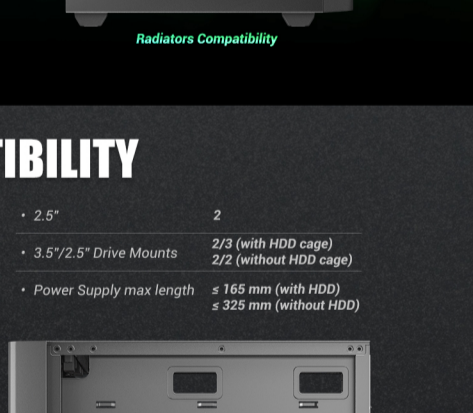 Radiators Compatibility
TIBILITY
• 2.5" 2
• 3.5"/2.5" Drive Mounts 2/3 (with HDD cage)
2/2 (without HDD cage)
• Power Supply max length ≤ 165 mm (with HDD)
≤ 325 mm (without HDD)